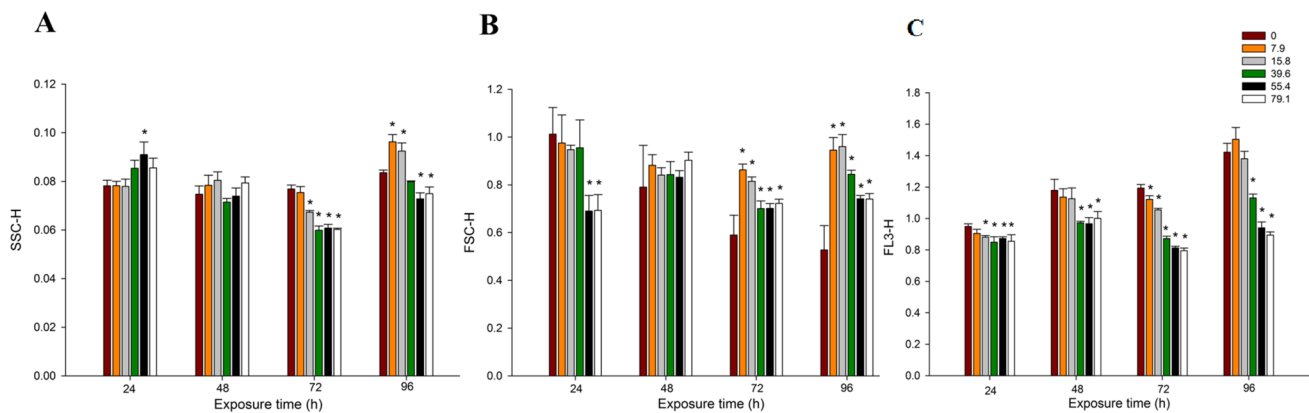 A
B
C
0
7.9
15.8
39.6
55.4
79.1
SSC-H
0.12
0.10
0.08
0.06
0.04
0.02
0.00
* * * * * * * * * *
24 48 72 96
Exposure time (h)
FSC-H
1.2
1.0
0.8
0.6
0.4
0.2
0.0
* * * * * * * * * * * *
24 48 72 96
Exposure time (h)
FL3-H
1.8
1.6
1.4
1.2
1.0
0.8
0.6
0.4
0.2
0.0
* * * * * * * * * * * * * * *
24 48 72 96
Exposure time (h)